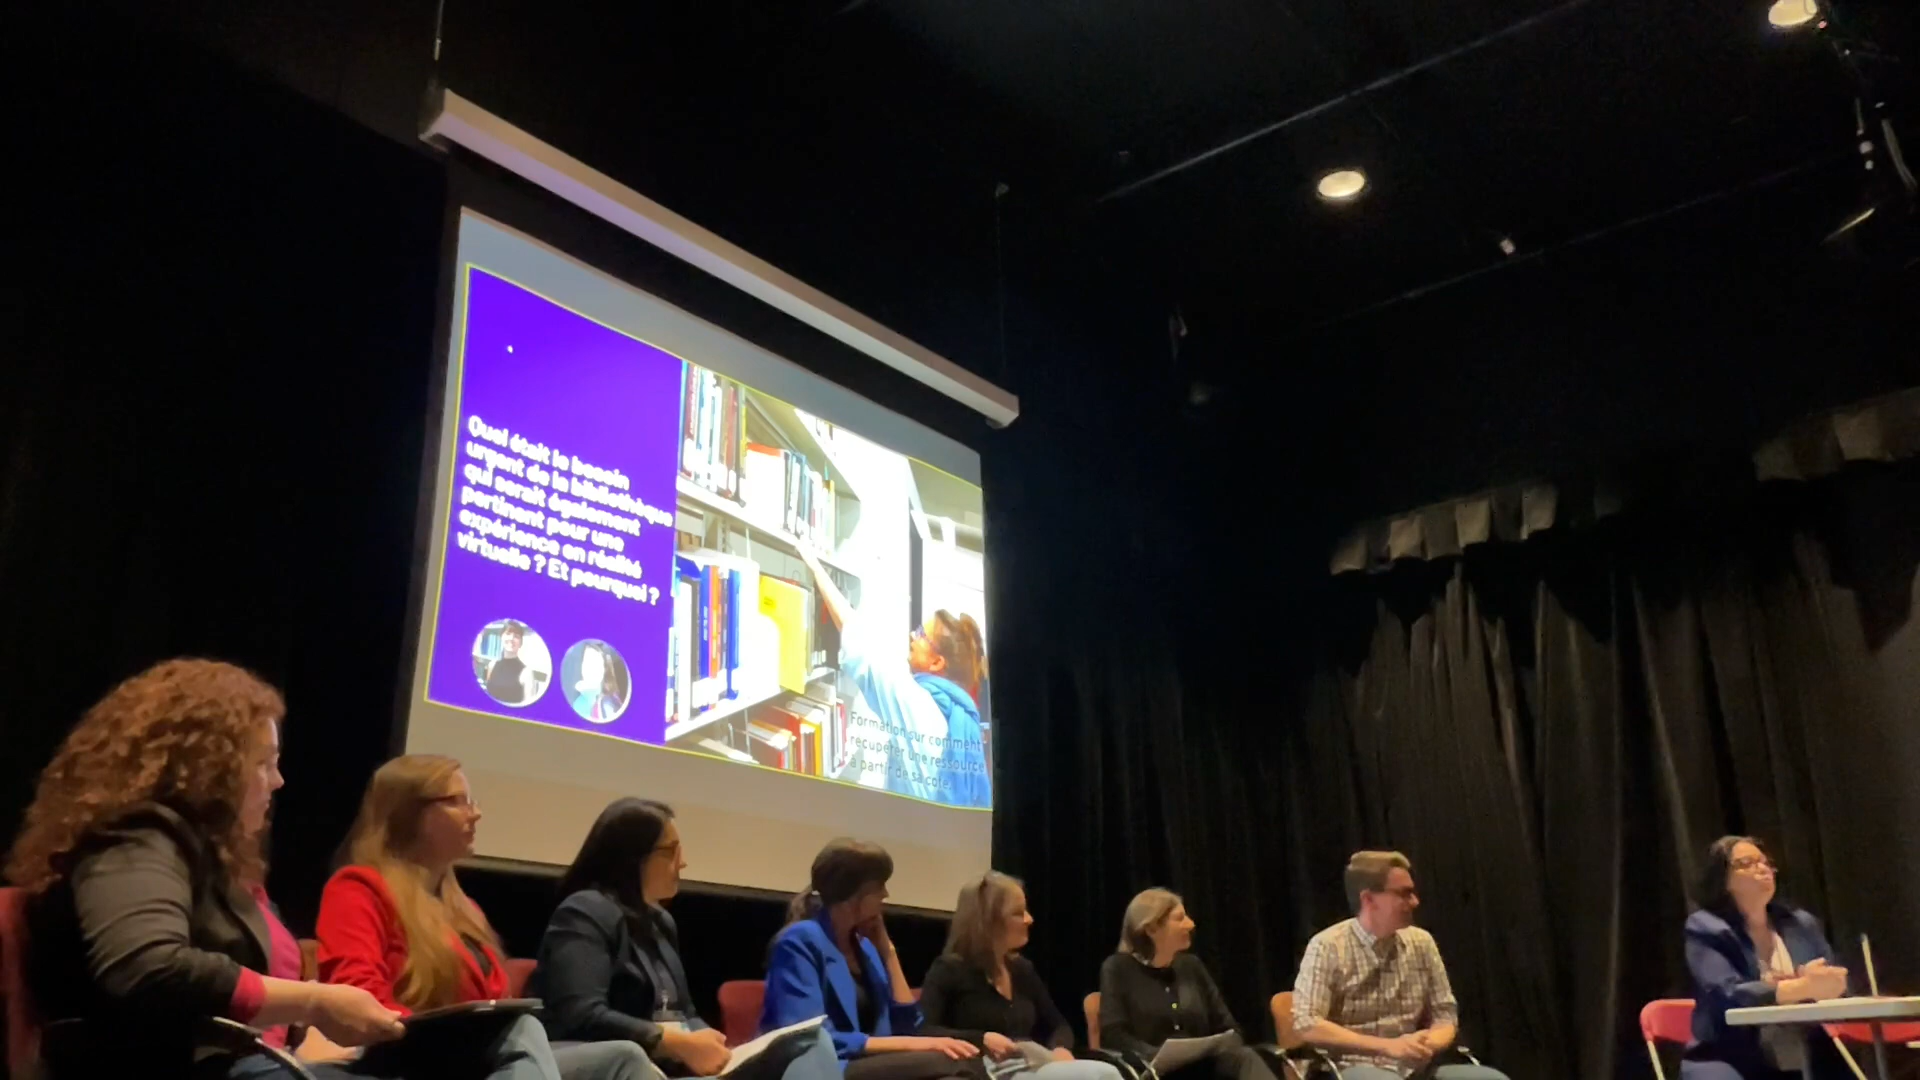 Quel était le besoin
urgent de la bibliothèque
qui serait également
pertinent pour une
expérience en réalité
virtuelle ? Et pourquoi ?
Formation sur comment
recupérer une ressource
à partir de sa cote.